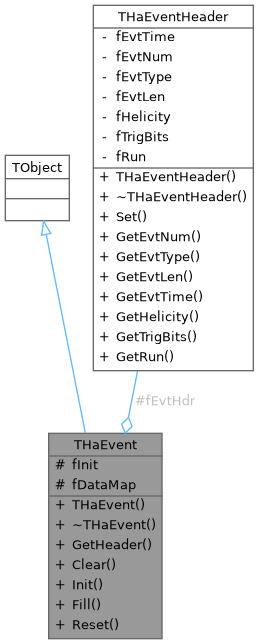 THaEventHeader
- fEvtTime
- fEvtNum
- fEvtType
- fEvtLen
- fHelicity
- fTrigBits
- fRun
+ THaEventHeader()
+ ~THaEventHeader()
+ Set()
+ GetEvtNum()
+ GetEvtType()
+ GetEvtLen()
+ GetEvtTime()
+ GetHelicity()
+ GetTrigBits()
+ GetRun()
TObject
#fEvtHdr
THaEvent
# fInit
# fDataMap
+ THaEvent()
+ ~THaEvent()
+ GetHeader()
+ Clear()
+ Init()
+ Fill()
+ Reset()